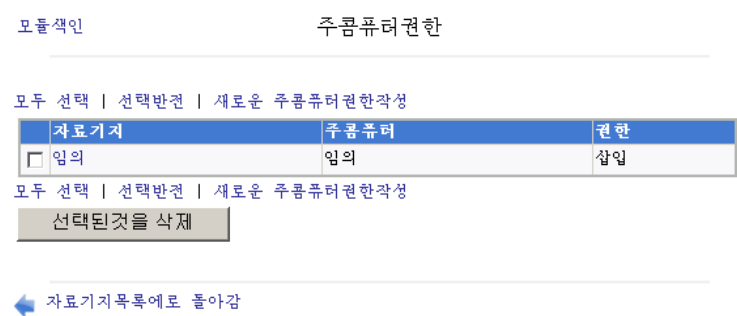 모듈색인 주콤퓨터권한
모두 선택 | 선택반전 | 새로운 주콤퓨터권한작성
자료기지 주콤퓨터 권한
임의 임의 삽입
모두 선택 | 선택반전 | 새로운 주콤퓨터권한작성
선택된것을 삭제
자료기지목록에로 돌아감